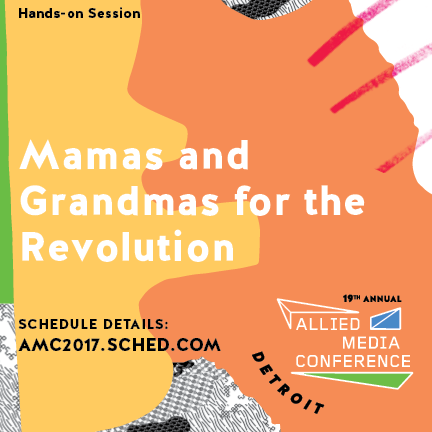 Hands-on Session
Mamas and
Grandmas for the
Revolution
SCHEDULE DETAILS:
AMC2017.SCHED.COM
19TH ANNUAL
ALLIED
MEDIA
CONFERENCE
DETROIT